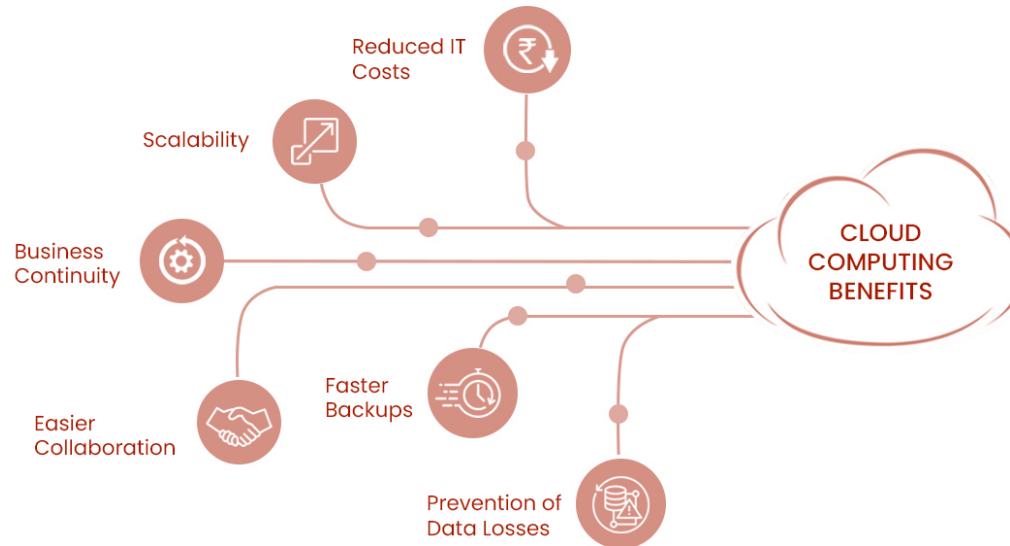 Reduced IT
Costs
Scalability
Business
Continuity
CLOUD
COMPUTING
BENEFITS
Easier
Collaboration
Faster
Backups
Prevention of
Data Losses
₹